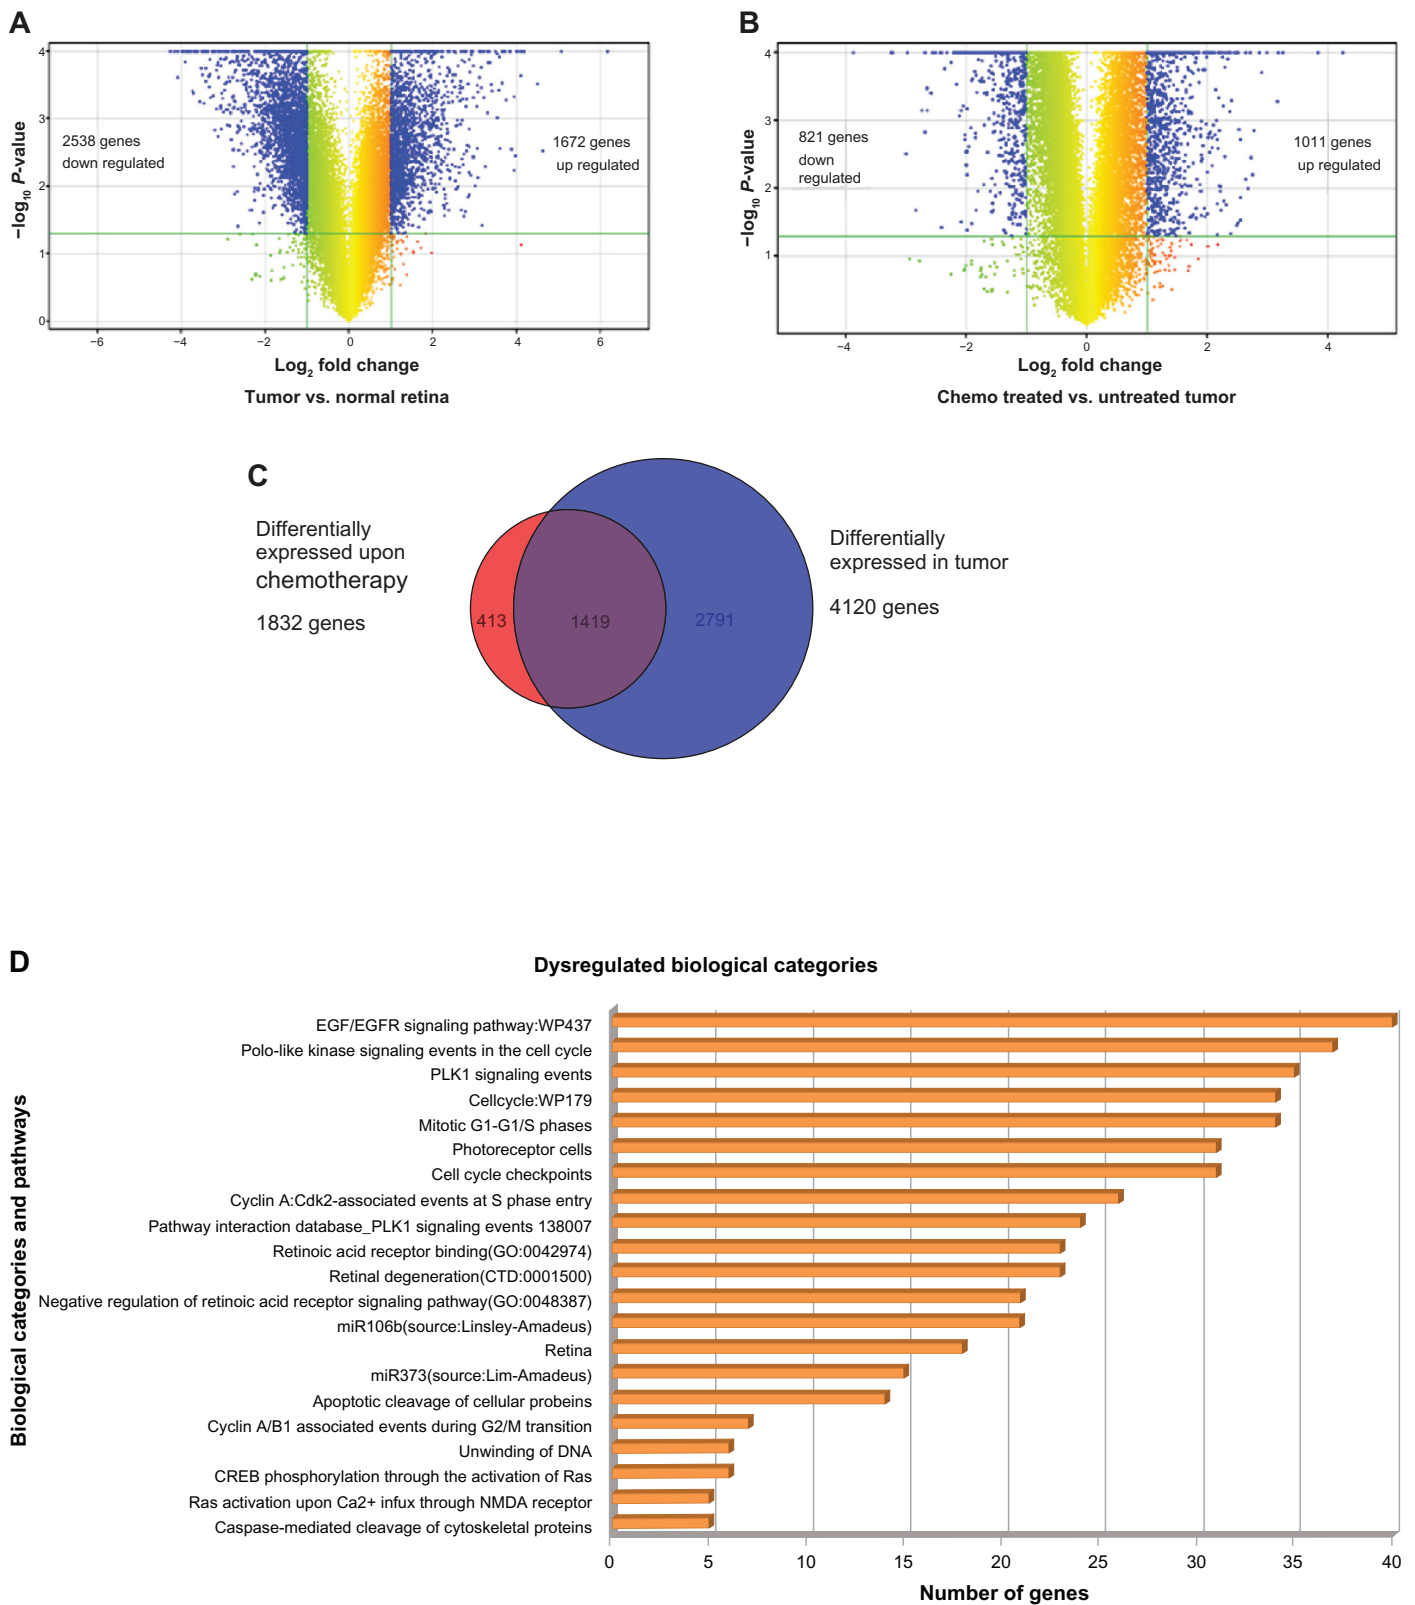 A
4
3
2
1
0
−log10 P-value
2538 genes
down regulated
1672 genes
up regulated
−6
−4
−2
0
2
4
6
Log2 fold change
Tumor vs. normal retina
B
4
3
2
1
−log10 P-value
821 genes
down
regulated
1011 genes
up regulated
−4
−2
0
2
4
Log2 fold change
Chemo treated vs. untreated tumor
C
Differentially
expressed upon
chemotherapy
1832 genes
413
1419
2791
Differentially
expressed in tumor
4120 genes
D
Dysregulated biological categories
Biological categories and pathways
EGF/EGFR signaling pathway:WP437
Polo-like kinase signaling events in the cell cycle
PLK1 signaling events
Cellcycle:WP179
Mitotic G1-G1/S phases
Photoreceptor cells
Cell cycle checkpoints
Cyclin A:Cdk2-associated events at S phase entry
Pathway interaction database_PLK1 signaling events 138007
Retinoic acid receptor binding(GO:0042974)
Retinal degeneration(CTD:0001500)
Negative regulation of retinoic acid receptor signaling pathway(GO:0048387)
miR106b(source:Linsley-Amadeus)
Retina
miR373(source:Lim-Amadeus)
Apoptotic cleavage of cellular probeins
Cyclin A/B1 associated events during G2/M transition
Unwinding of DNA
CREB phosphorylation through the activation of Ras
Ras activation upon Ca2+ infux through NMDA receptor
Caspase-mediated cleavage of cytoskeletal proteins
0
5
10
15
20
25
30
35
40
Number of genes